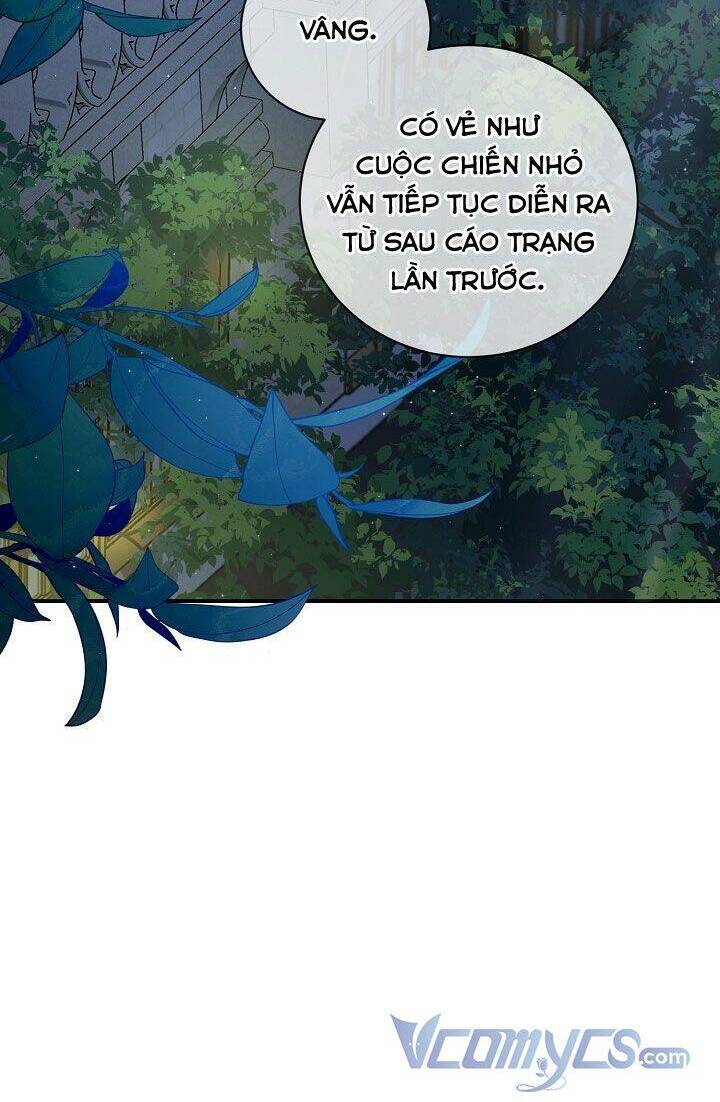 VÂNG.
CÓ VẺ NHƯ
CUỘC CHIẾN NHỎ
VẪN TIẾP TỤC DIỄN RA
TỪ SAU CÁO TRẠNG
LẦN TRƯỚC.
VCOMYCS.com